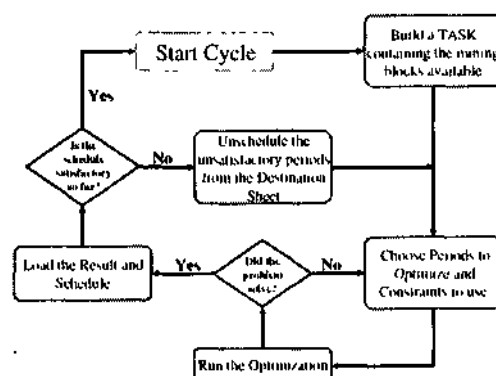 Start Cycle
Build a TASK
containing the mining
blocks available
Yes
Is the
schedule
satisfactory
so far?
No
Unschedule the
unsatisfactory periods
from the Destination
Sheet
Load the Result and
Schedule
Yes
Did the
problem
solve?
No
Choose Periods to
Optimize and
Constraints to use
Run the Optimization